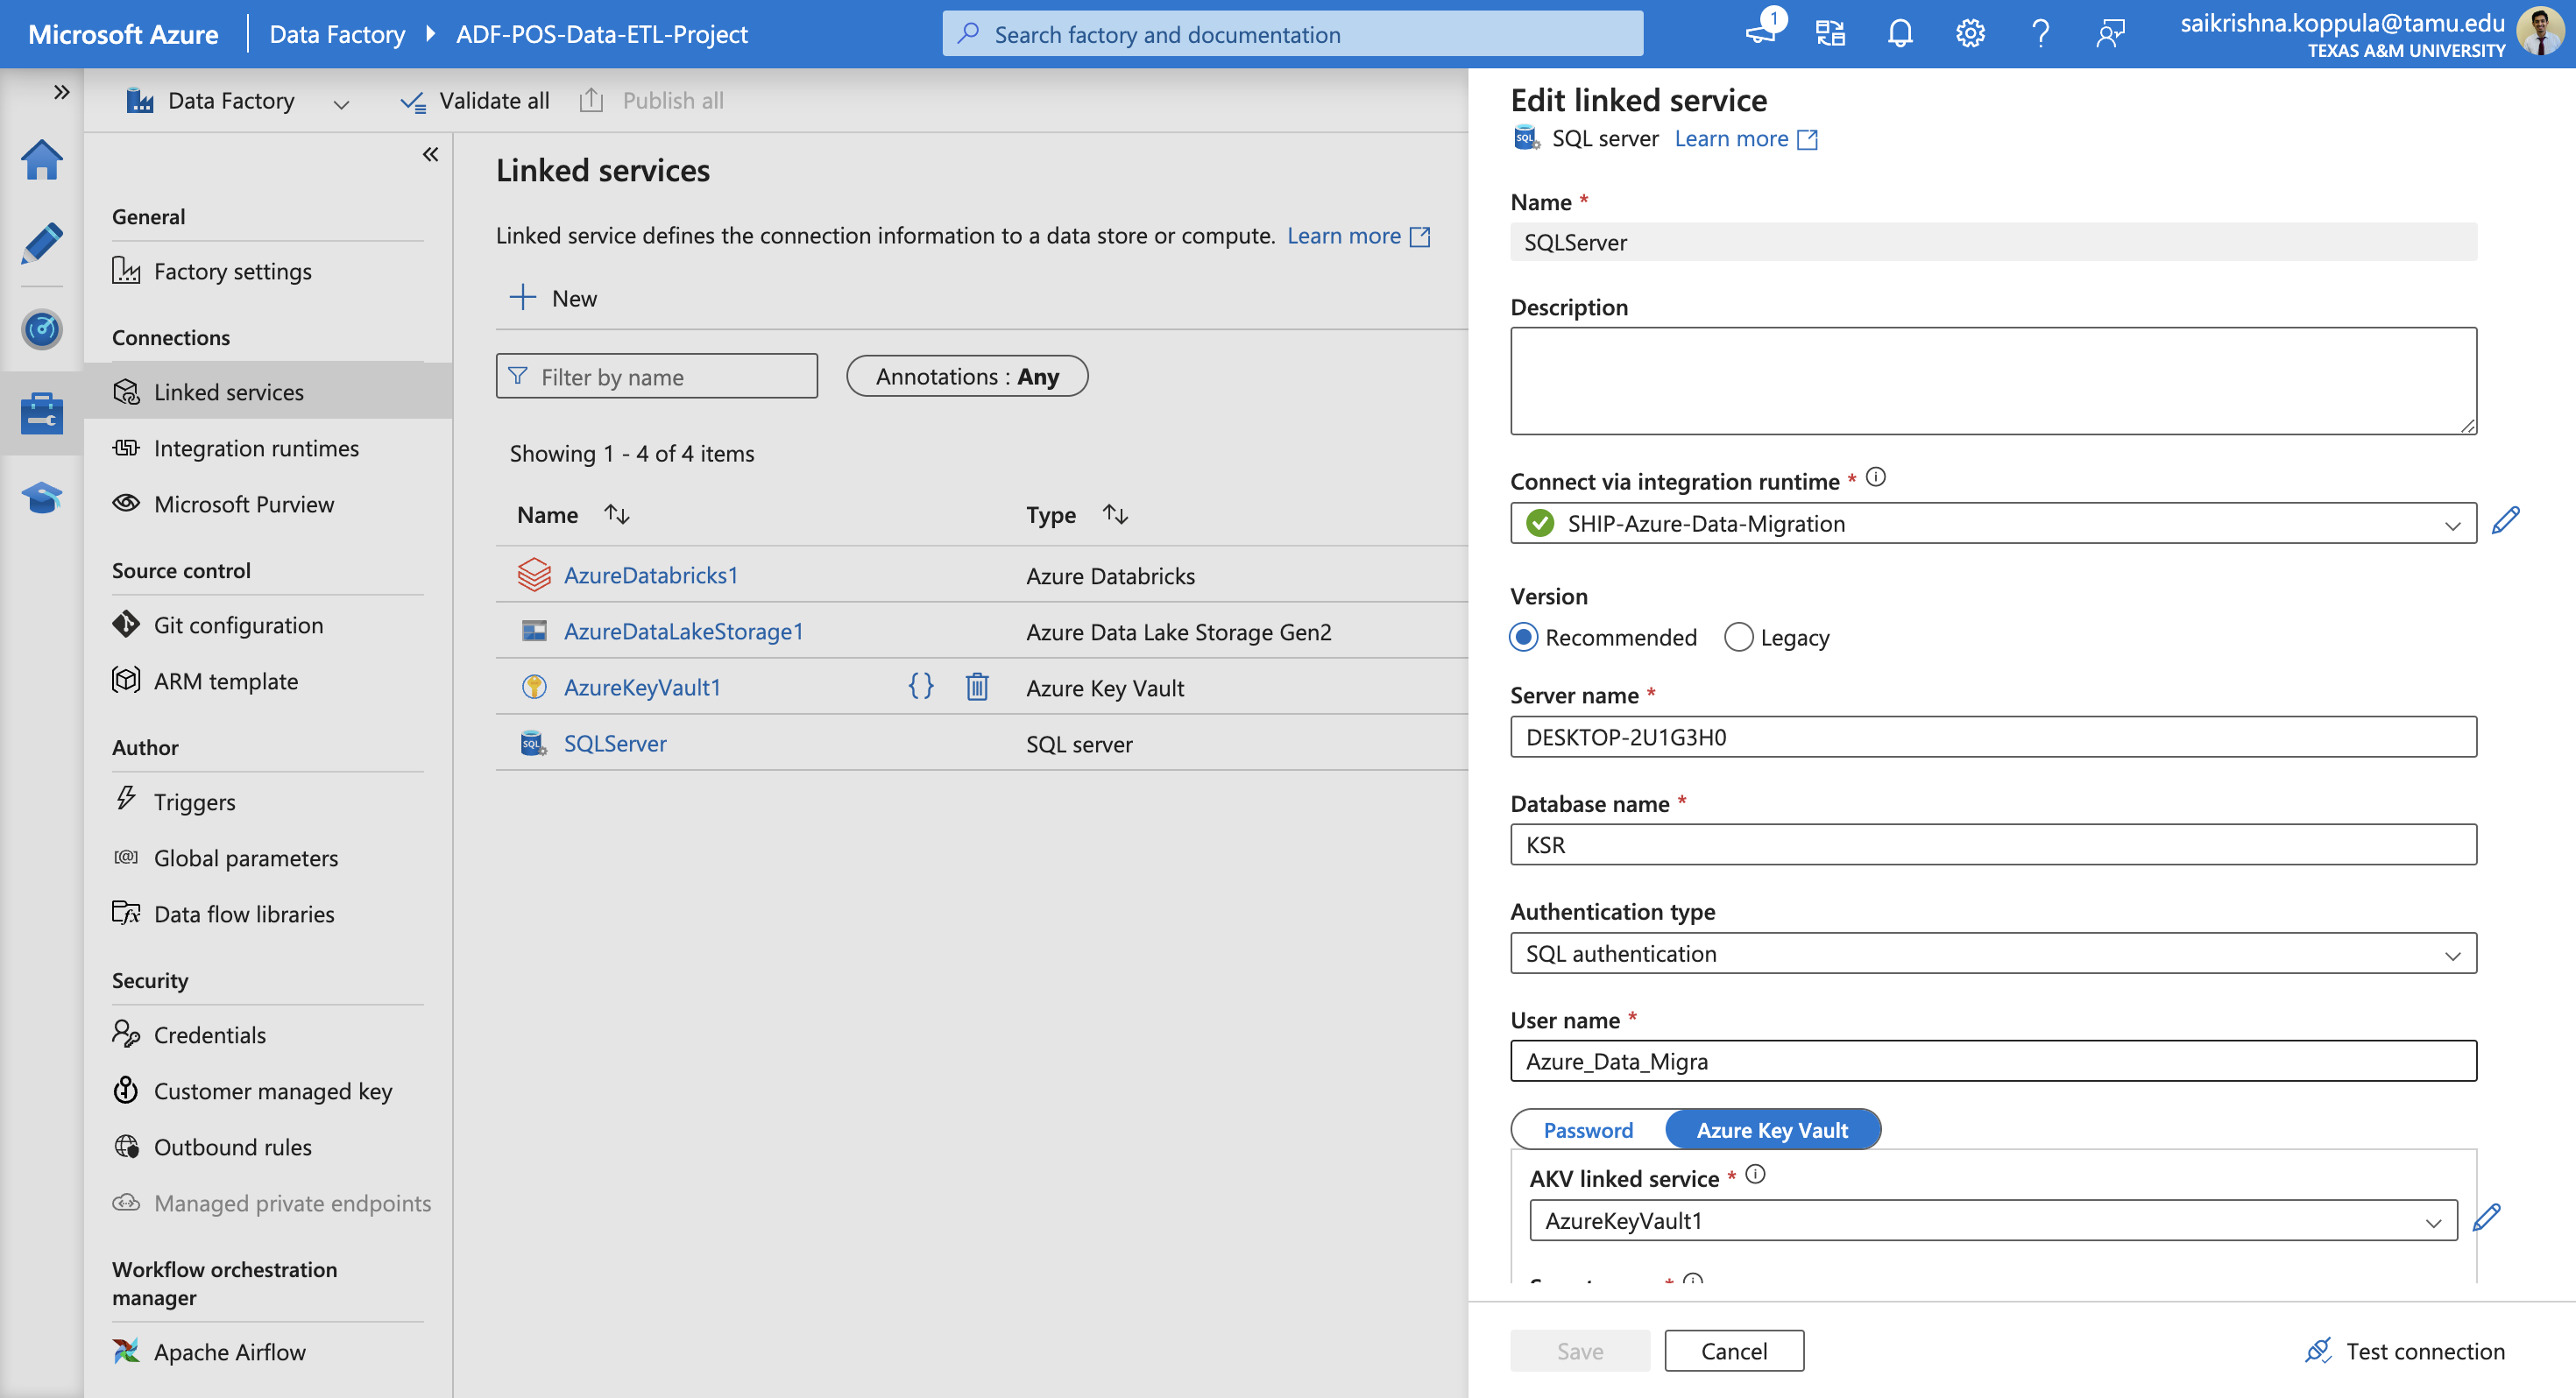 Microsoft Azure
Data Factory
ADF-POS-Data-ETL-Project
Search factory and documentation
1
saikrishna.koppula@tamu.edu
TEXAS A&M UNIVERSITY
Data Factory
Validate all
Publish all
General
Factory settings
Connections
Linked services
Integration runtimes
Microsoft Purview
Source control
Git configuration
ARM template
Author
Triggers
Global parameters
Data flow libraries
Security
Credentials
Customer managed key
Outbound rules
Managed private endpoints
Workflow orchestration
manager
Apache Airflow
Linked services
Linked service defines the connection information to a data store or compute. Learn more
New
Filter by name
Annotations : Any
Showing 1 - 4 of 4 items
Name Type
AzureDatabricks1 Azure Databricks
AzureDataLakeStorage1 Azure Data Lake Storage Gen2
AzureKeyVault1 {} Azure Key Vault
SQLServer SQL server
Edit linked service
SQL server Learn more
Name *
SQLServer
Description
Connect via integration runtime *
SHIP-Azure-Data-Migration
Version
Recommended Legacy
Server name *
DESKTOP-2U1G3H0
Database name *
KSR
Authentication type
SQL authentication
User name *
Azure_Data_Migra
Password Azure Key Vault
AKV linked service *
AzureKeyVault1
Save Cancel Test connection